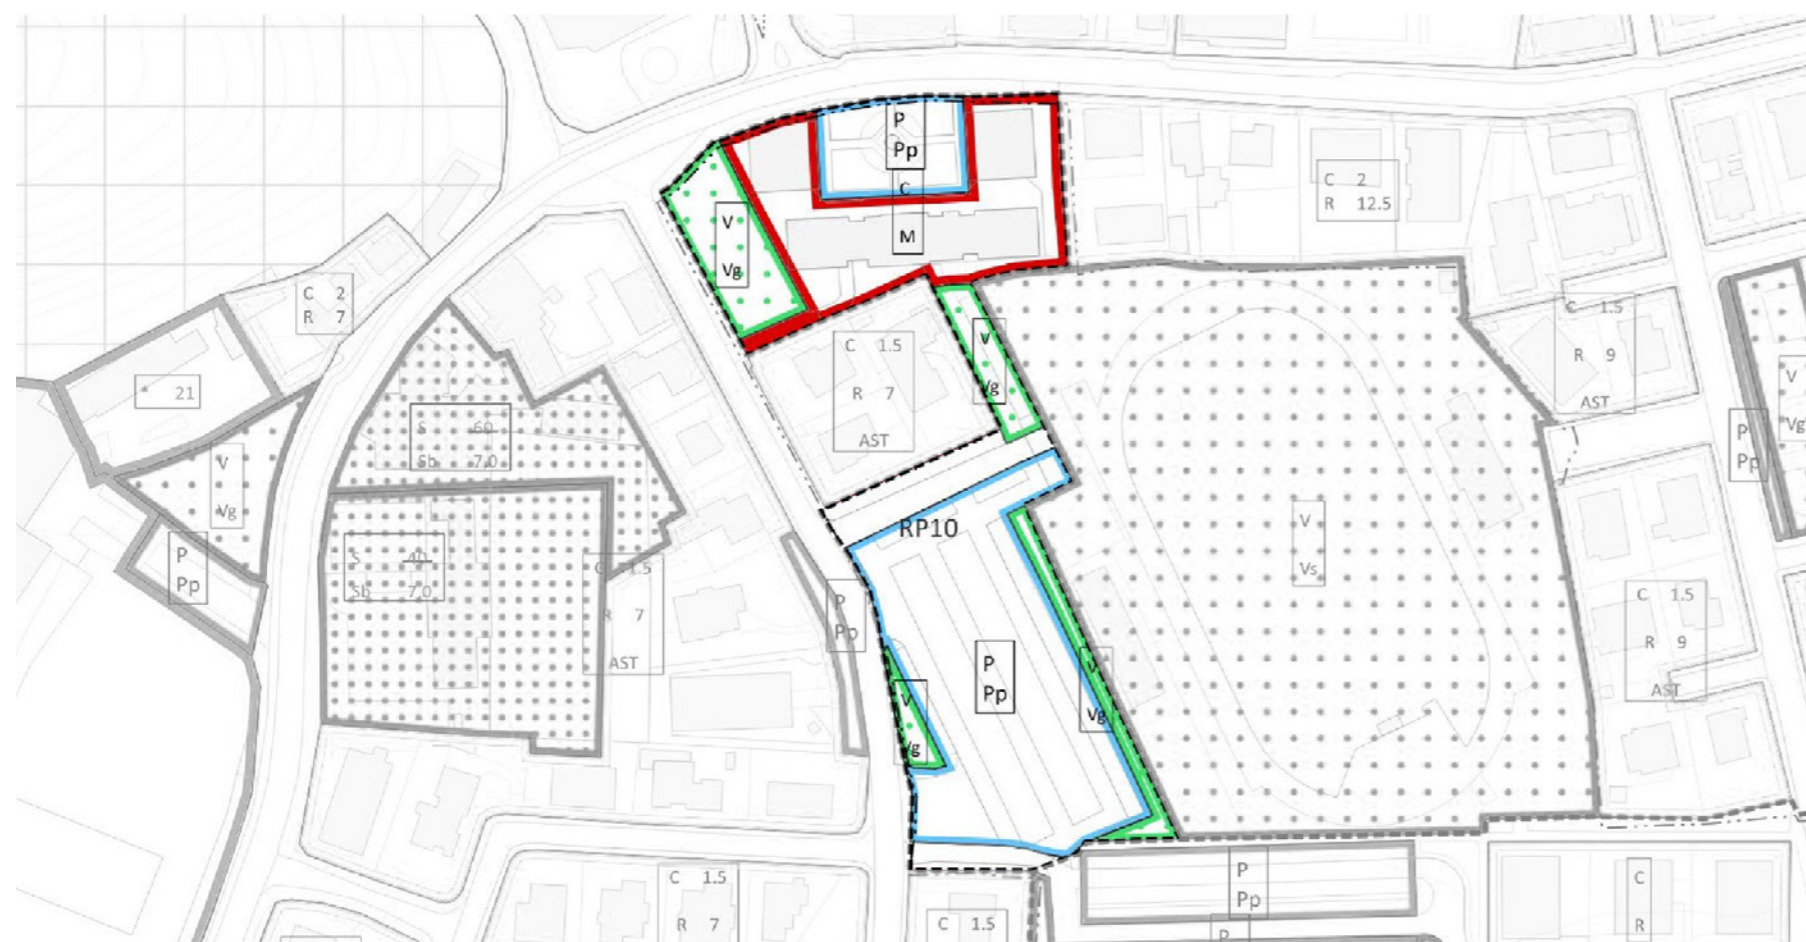 P
Pp
C
M
V
Vg
C 2
R 12.5
C 2
R 7
* 21
V
Vg
P
Pp
S 60
Sb 7.0
S 40
Sb 7.0
C 1.5
R 7
AST
C 1.5
R 7
AST
V
Vg
RP10
P
Pp
P
Pp
V
Vg
Vg
V
Vs
C 1.5
R 9
AST
P
Pp
V
Vg
C 1.5
R 9
AST
C 1.5
R 7
C 1.5
P
Pp
P
C
R